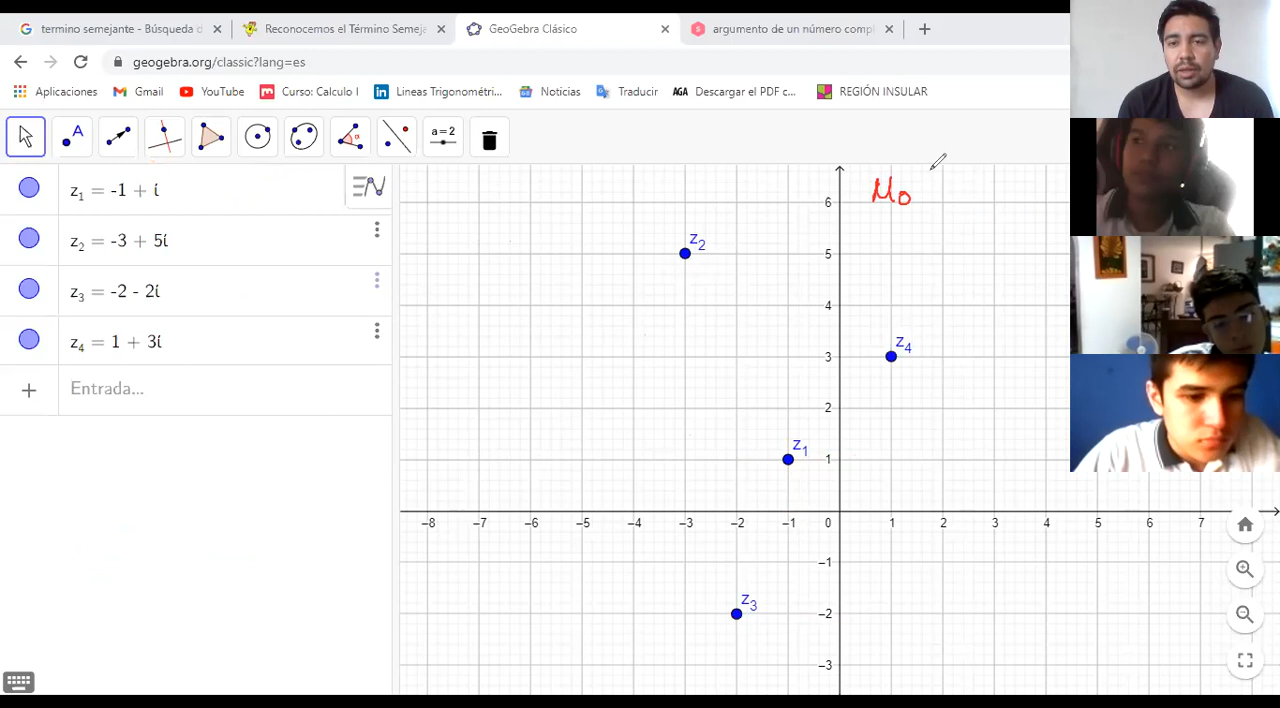 termino semejante - Búsqueda d
Reconocemos el Término Semeja
GeoGebra Clásico
argumento de un número compl
geogebra.org/classic?lang=es
Aplicaciones
Gmail
YouTube
Curso: Calculo I
Lineas Trigonometri...
Noticias
Traducir
AGA Descargar el PDF c...
REGIÓN INSULAR
A
a=2
z₁ = -1 + i
z₂ = -3 + 5i
z₃ = -2 - 2i
z₄ = 1 + 3i
Entrada...
Mo
6
z₂
5
4
z₄
3
2
z₁
1
-8 -7 -6 -5 -4 -3 -2 -1 0 1 2 3 4 5 6 7
-1
z₃
-2
-3